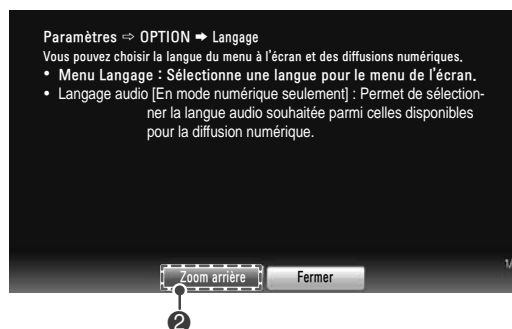 Paramètres ⇨ OPTION ➡ Langage
Vous pouvez choisir la langue du menu à l'écran et des diffusions numériques.
• Menu Langage : Sélectionne une langue pour le menu de l'écran.
• Langage audio [En mode numérique seulement] : Permet de sélection-
ner la langue audio souhaitée parmi celles disponibles
pour la diffusion numérique.
1/
Zoom arrière Fermer
❷